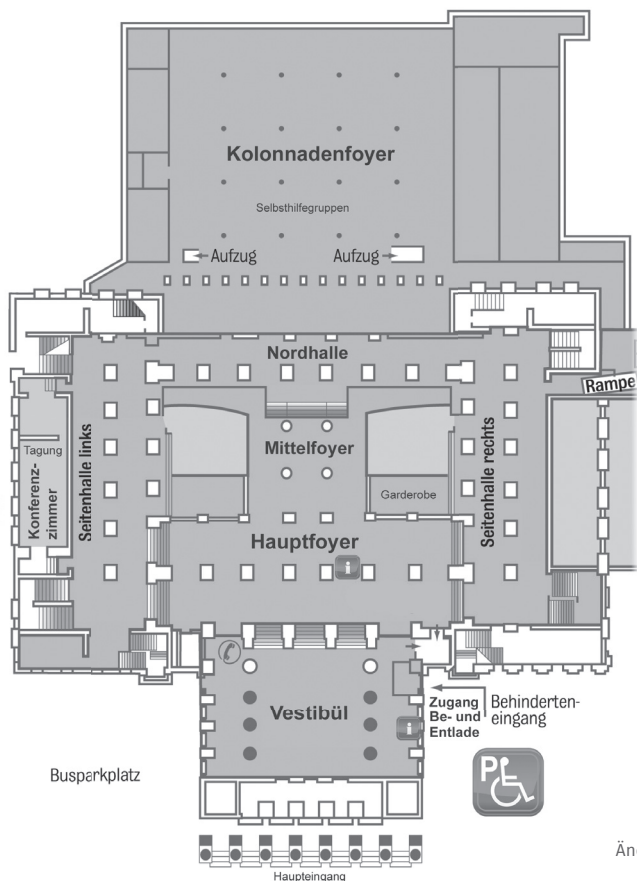 Kolonnadenfoyer
Selbsthilfegruppen
Aufzug
Aufzug
Nordhalle
Rampe
Mittelfoyer
Tagung
Konferenz-
zimmer
Seitenhalle links
Seitenhalle rechts
Garderobe
Hauptfoyer
i
Vestibül
i
Zugang
Be- und
Entlade
Behinderten-
eingang
P
Busparkplatz
Haupteingang